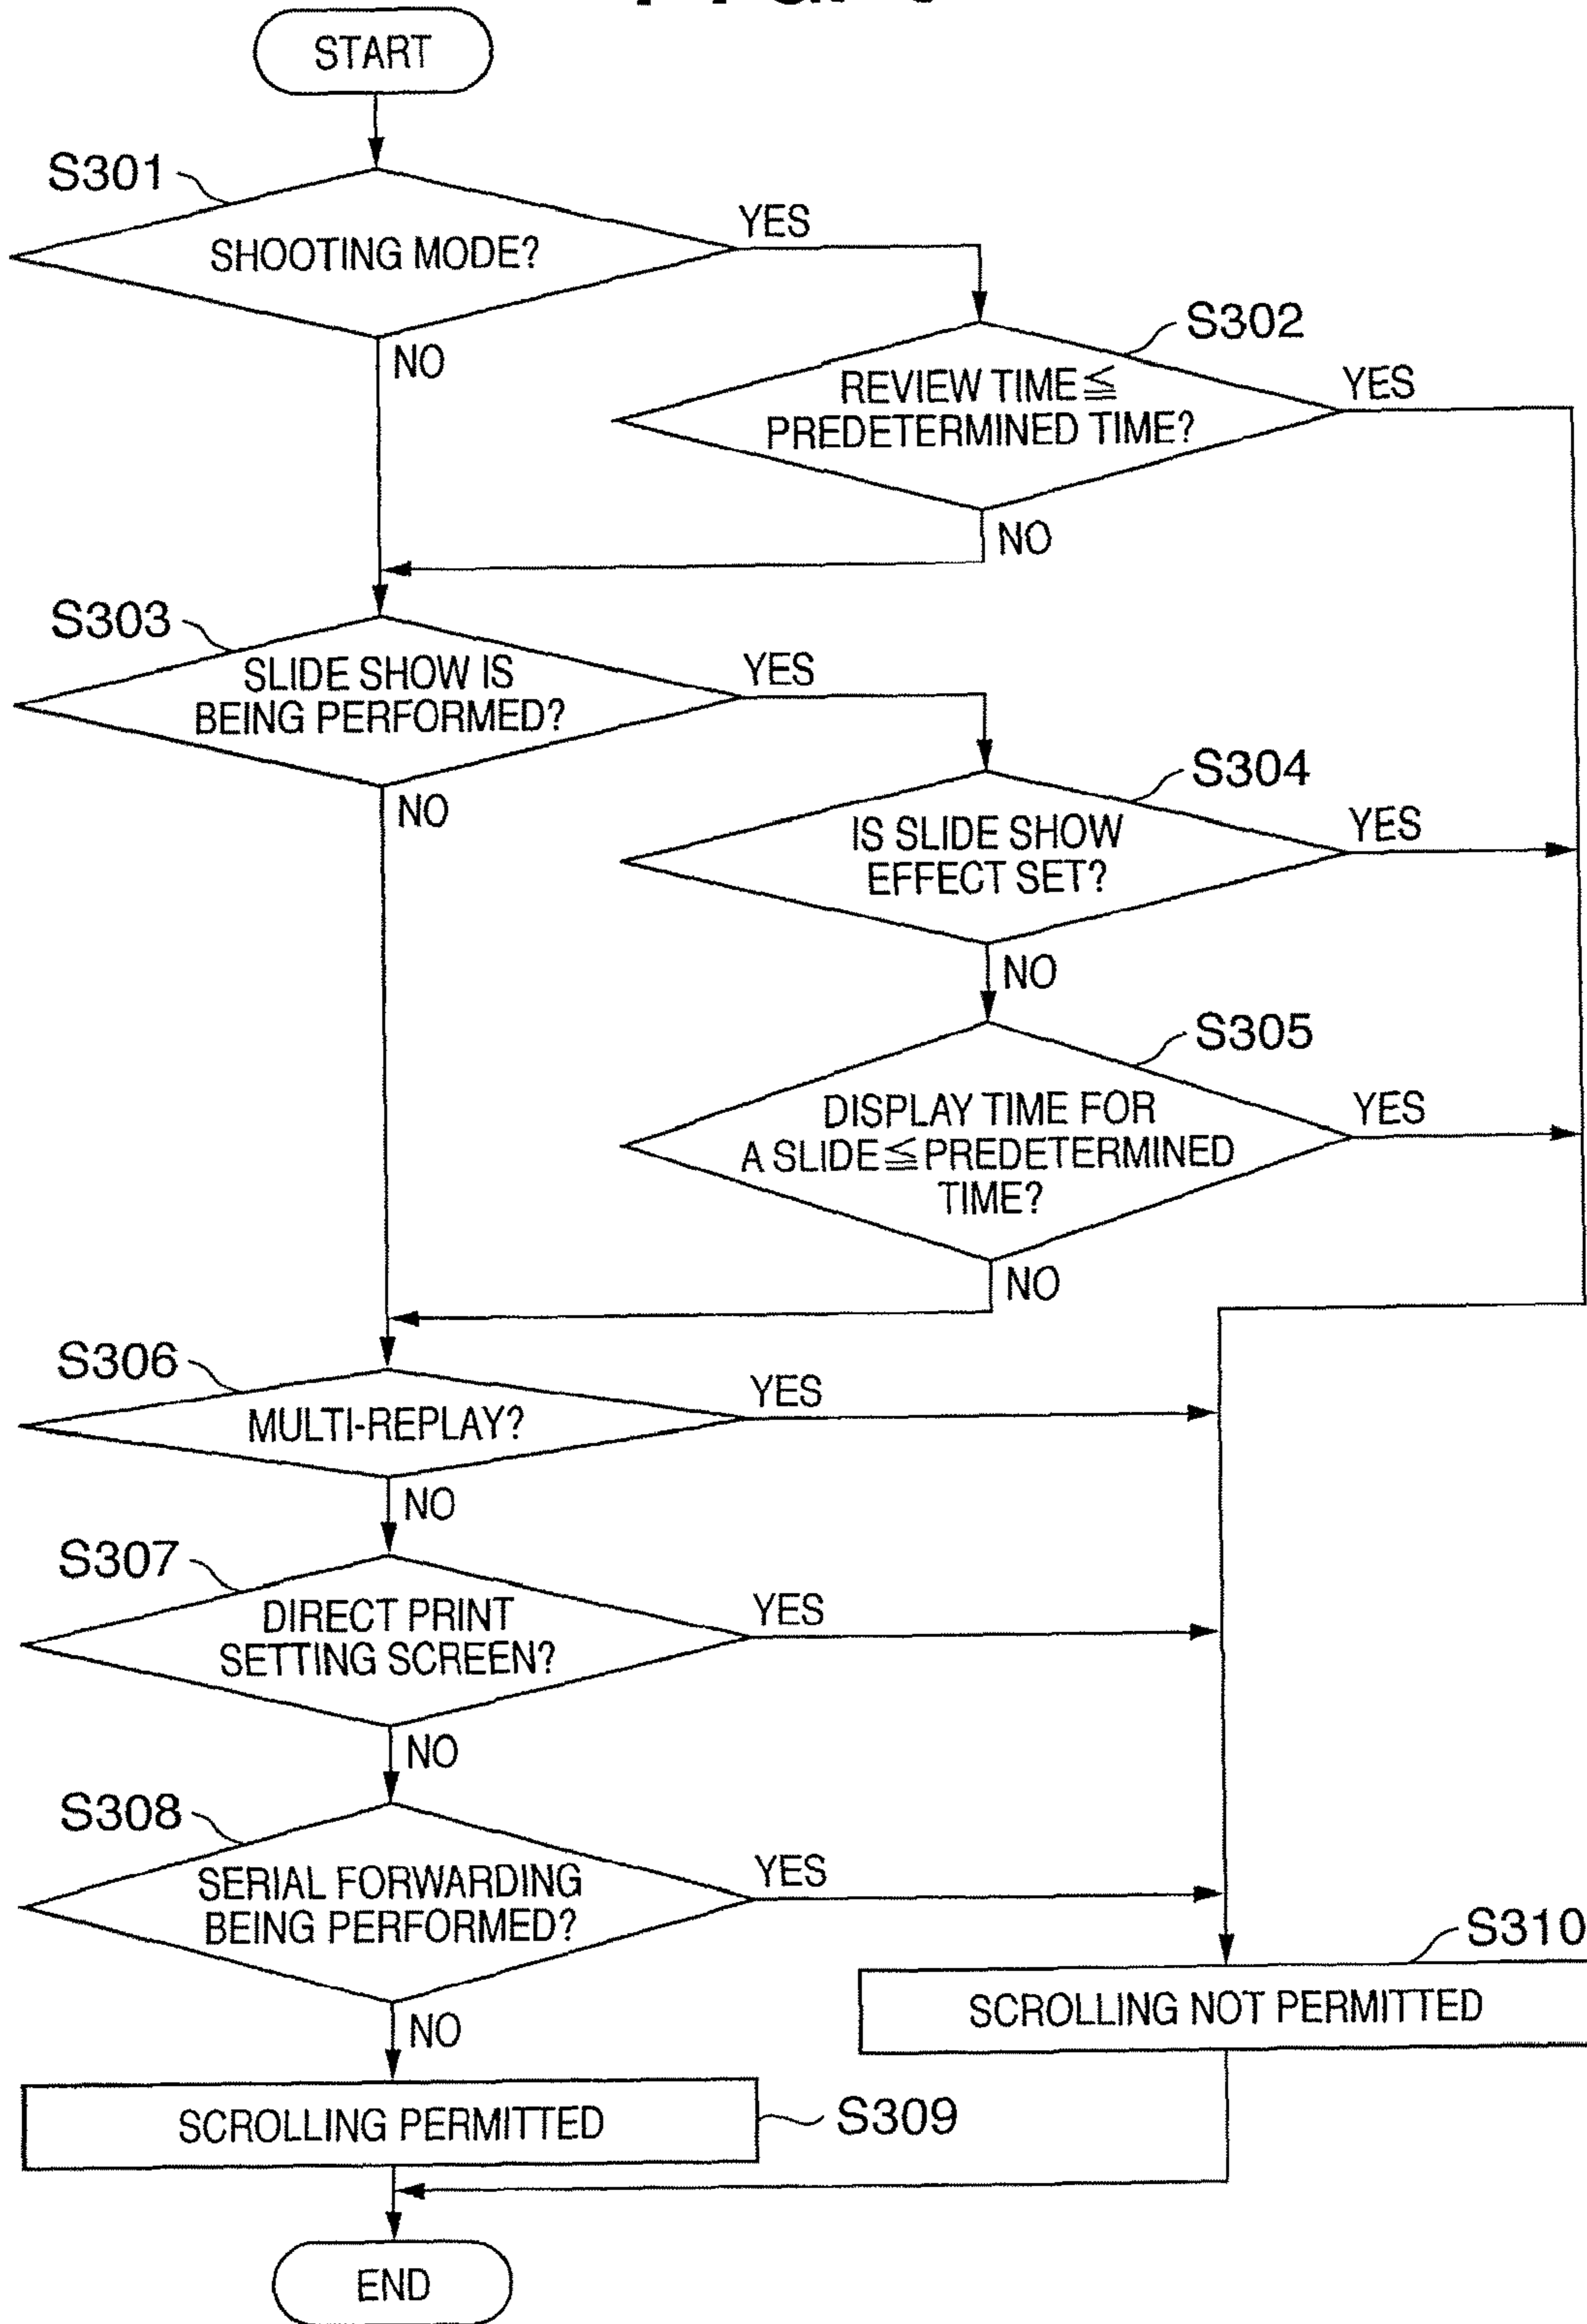 START
S301
SHOOTING MODE?
YES
NO
S302
REVIEW TIME≦
PREDETERMINED TIME?
YES
NO
S303
SLIDE SHOW IS
BEING PERFORMED?
YES
NO
S304
IS SLIDE SHOW
EFFECT SET?
YES
NO
S305
DISPLAY TIME FOR
A SLIDE≦PREDETERMINED
TIME?
YES
NO
S306
MULTI-REPLAY?
YES
NO
S307
DIRECT PRINT
SETTING SCREEN?
YES
NO
S308
SERIAL FORWARDING
BEING PERFORMED?
YES
NO
S310
SCROLLING NOT PERMITTED
SCROLLING PERMITTED
S309
END